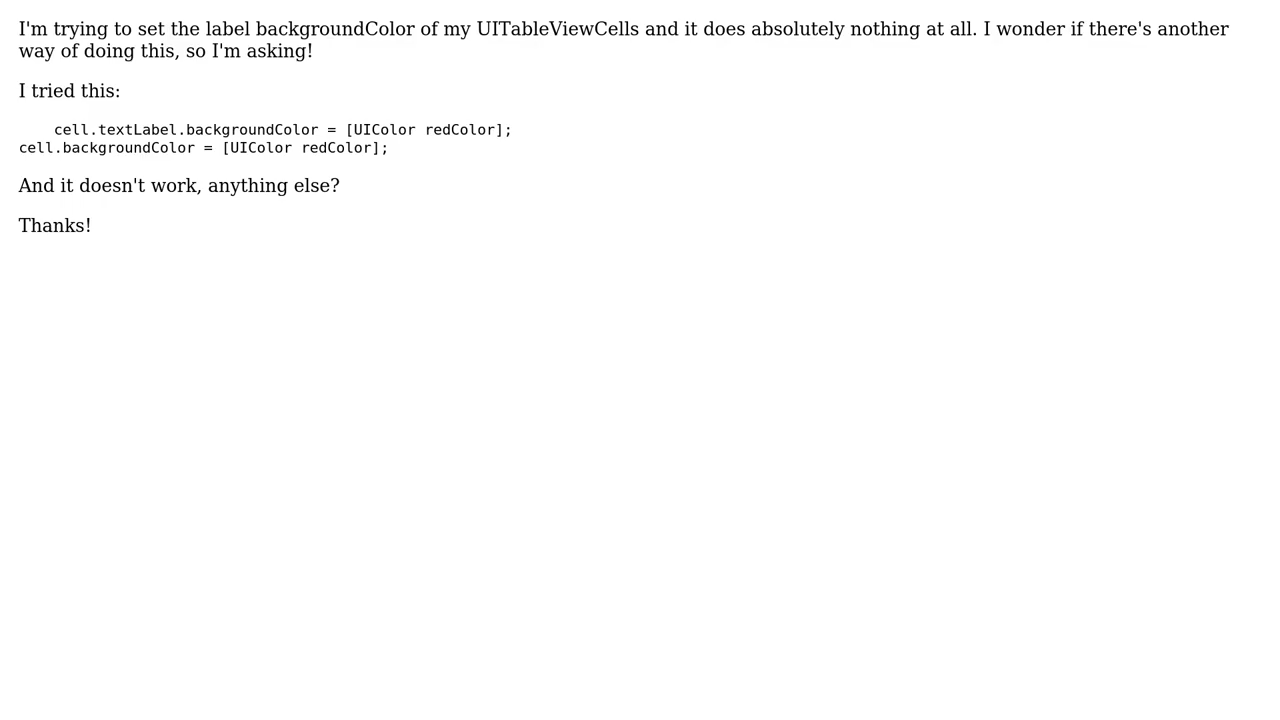 I'm trying to set the label backgroundColor of my UITableViewCells and it does absolutely nothing at all. I wonder if there's another
way of doing this, so I'm asking!
I tried this:
cell.textLabel.backgroundColor = [UIColor redColor];
cell.backgroundColor = [UIColor redColor];
And it doesn't work, anything else?
Thanks!